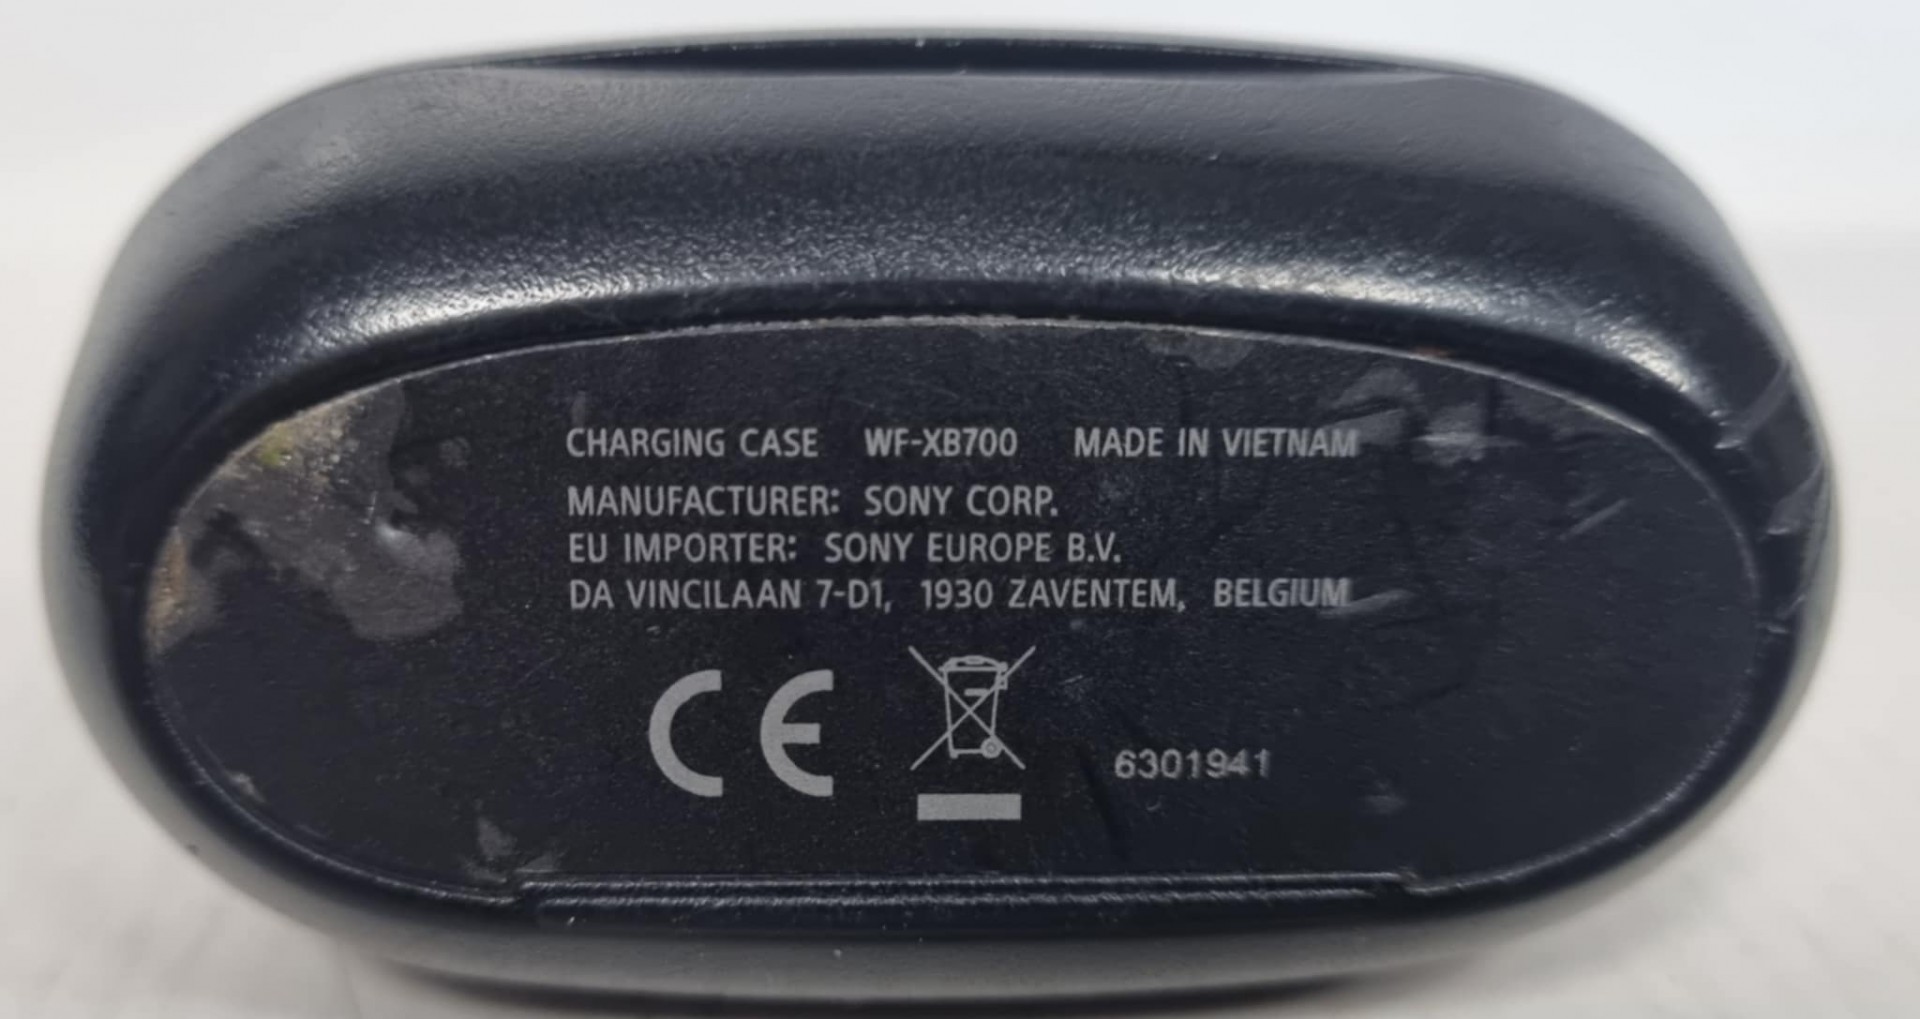 CHARGING CASE WF-XB700 MADE IN VIETNAM
MANUFACTURER: SONY CORP.
EU IMPORTER: SONY EUROPE B.V.
DA VINCILAAN 7-D1, 1930 ZAVENTEM, BELGIUM
CE
6301941